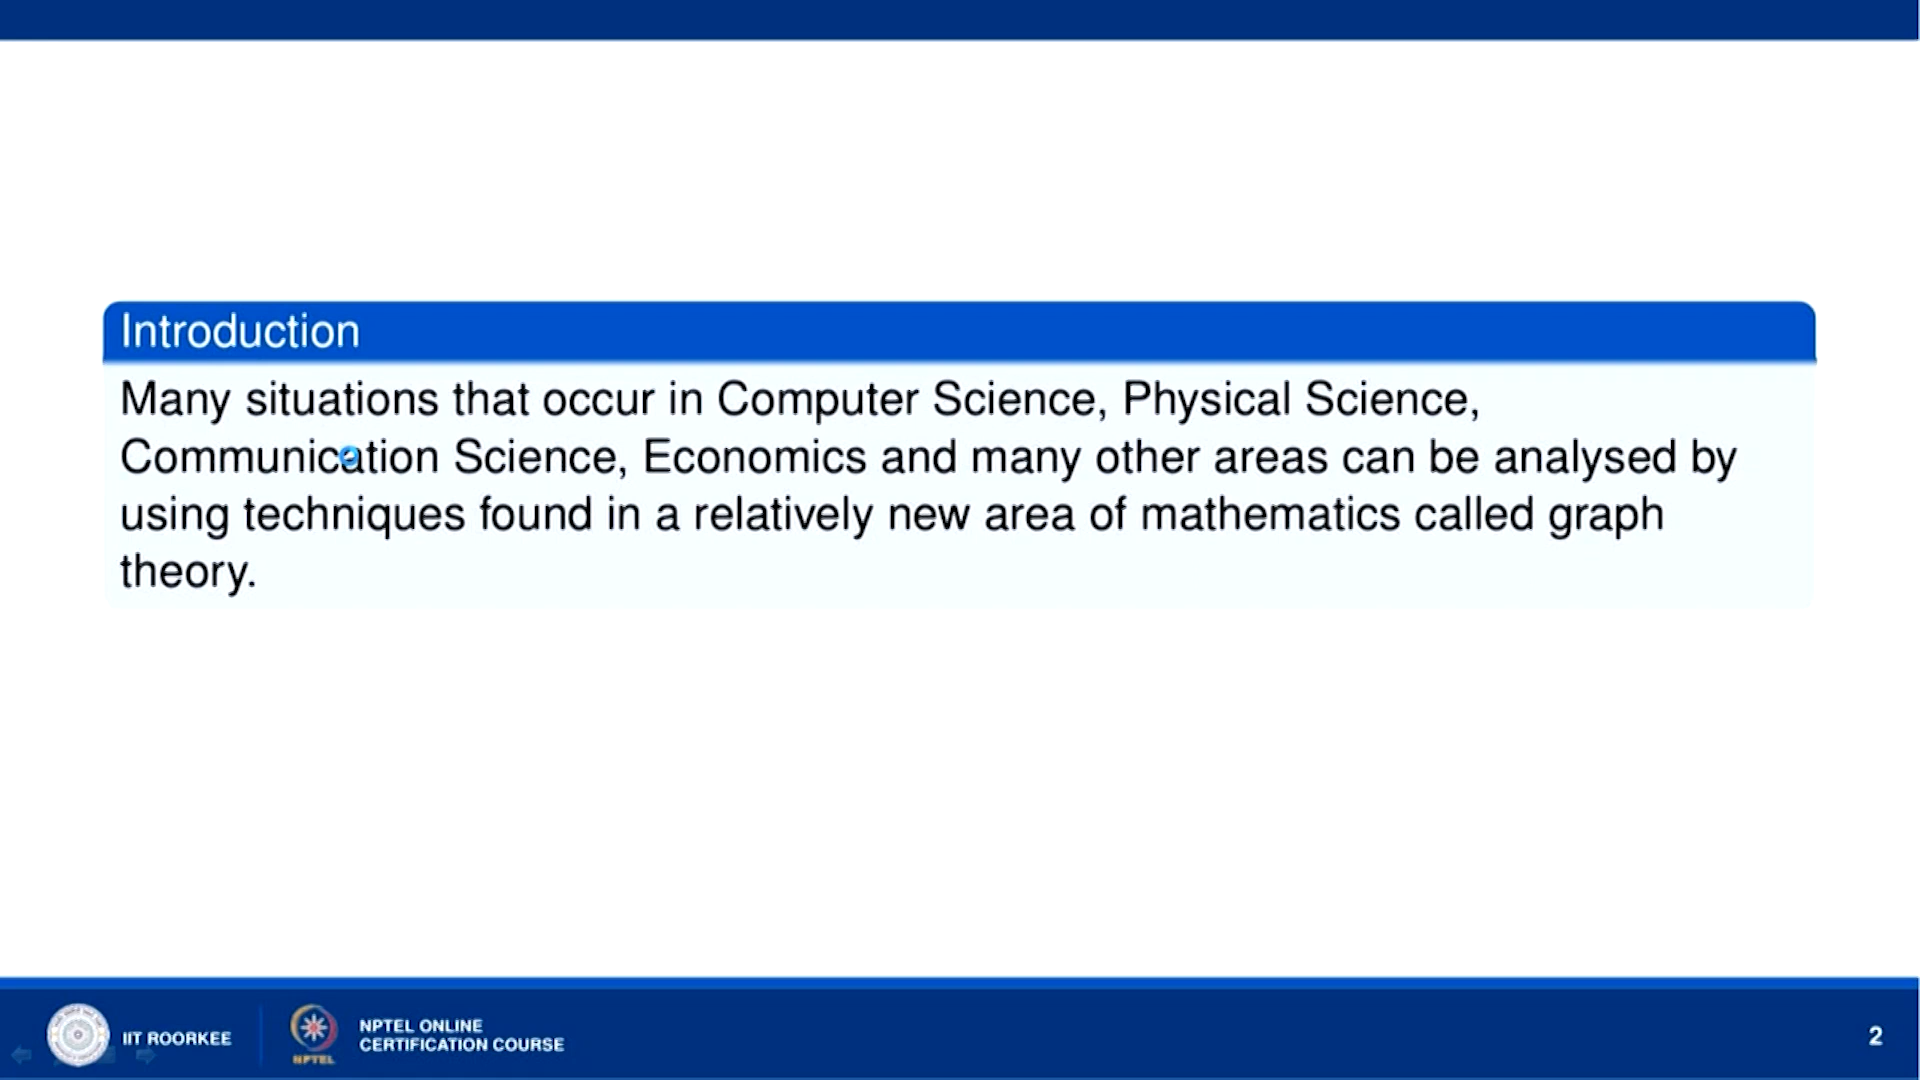 Introduction
Many situations that occur in Computer Science, Physical Science,
Communication Science, Economics and many other areas can be analysed by
using techniques found in a relatively new area of mathematics called graph
theory.
IIT ROORKEE
NPTEL
NPTEL ONLINE
CERTIFICATION COURSE
2